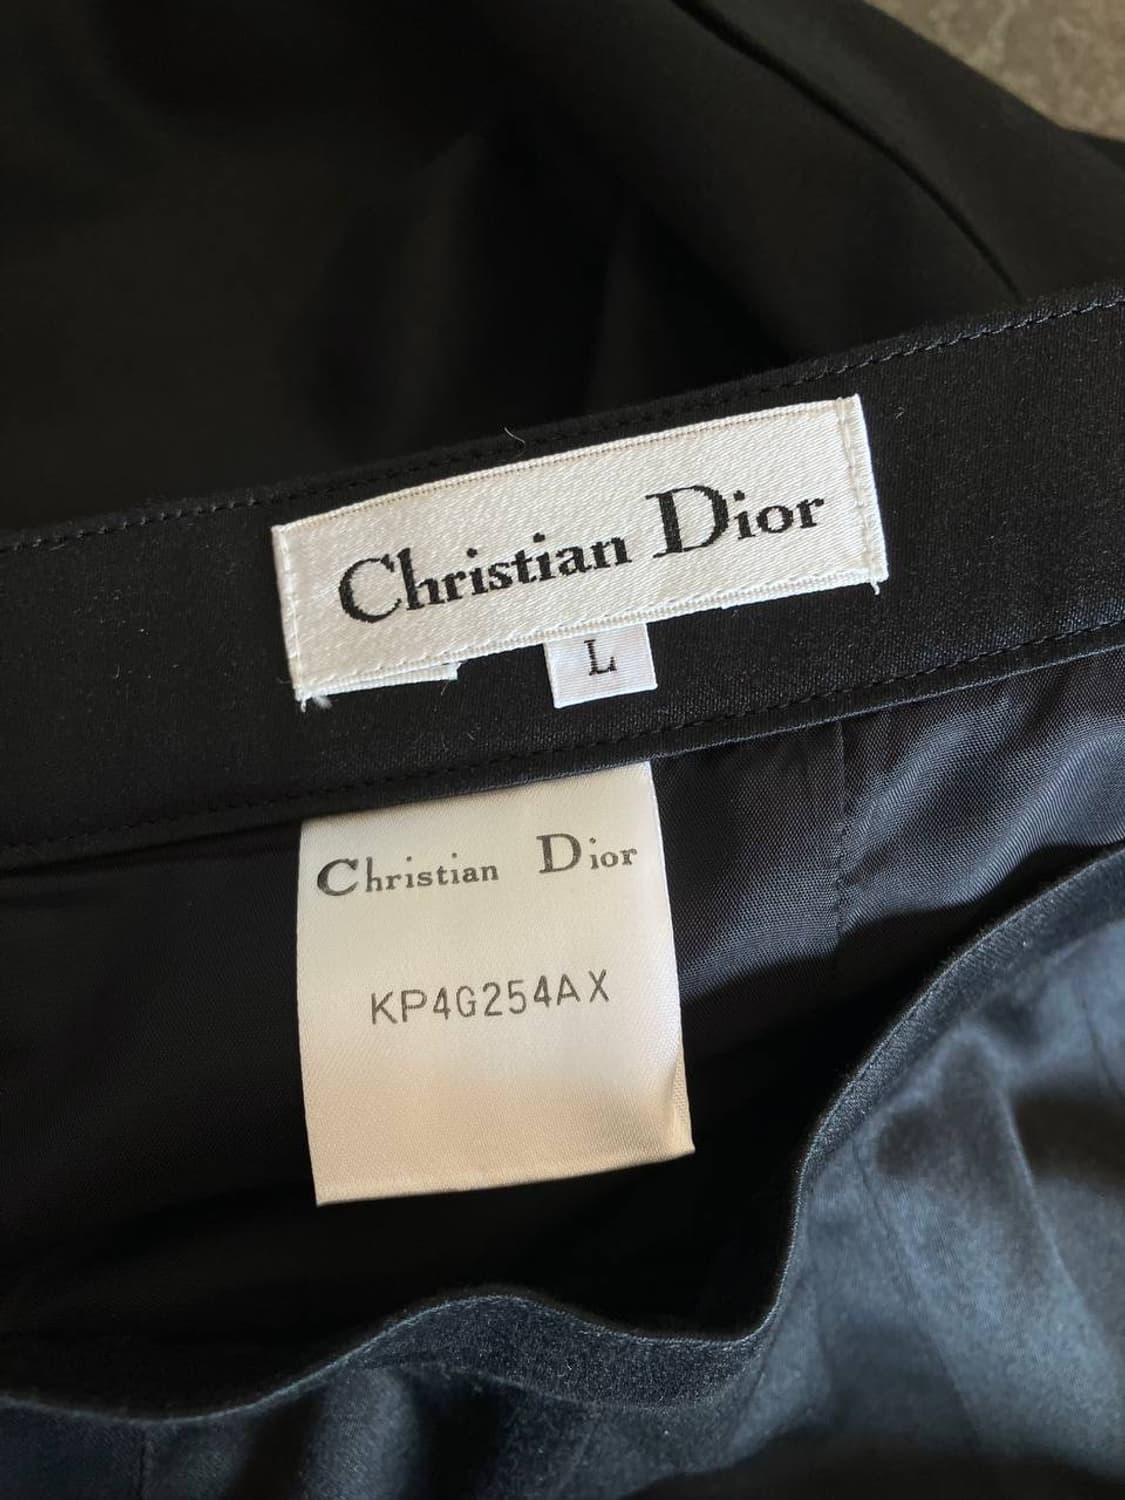 Christian Dior
L
Christian Dior
KP4G254AX